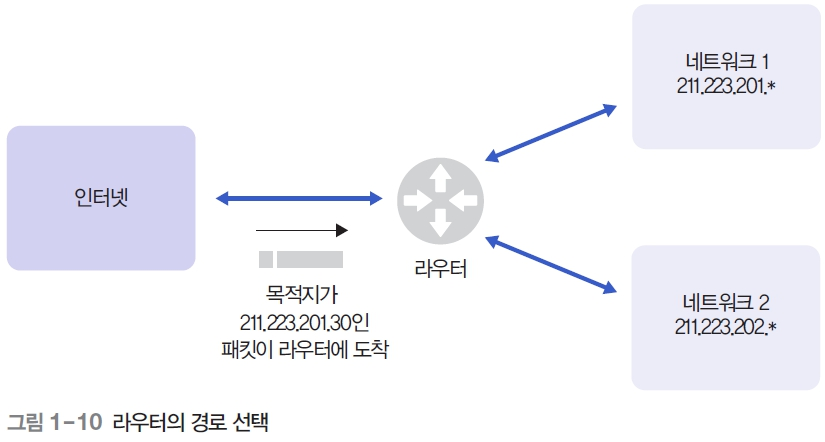 네트워크 1
211.223.201.*
인터넷
라우터
목적지가
211.223.201.30인
패킷이 라우터에 도착
네트워크 2
211.223.202.*
그림 1-10 라우터의 경로 선택